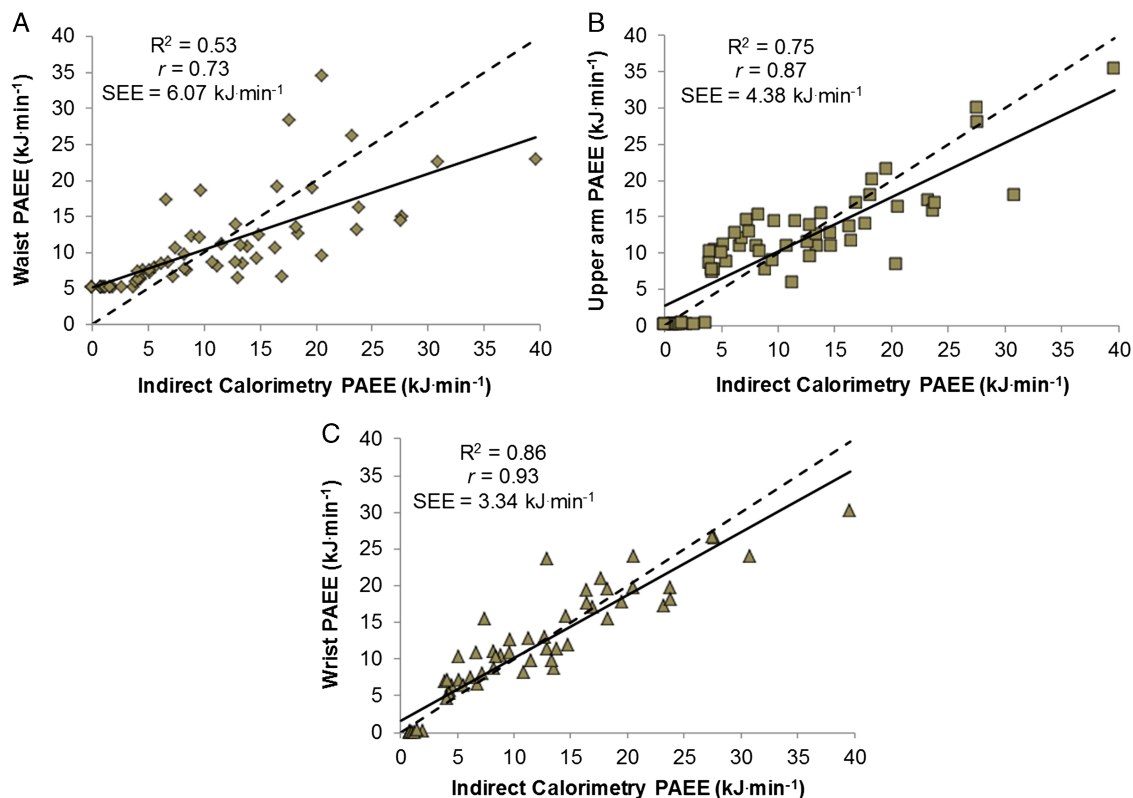 A
R² = 0.53
r = 0.73
SEE = 6.07 kJ·min⁻¹
Waist PAEE (kJ·min⁻¹)
40
35
30
25
20
15
10
5
0
0 5 10 15 20 25 30 35 40
Indirect Calorimetry PAEE (kJ·min⁻¹)
B
R² = 0.75
r = 0.87
SEE = 4.38 kJ·min⁻¹
Upper arm PAEE (kJ·min⁻¹)
40
35
30
25
20
15
10
5
0
0 5 10 15 20 25 30 35 40
Indirect Calorimetry PAEE (kJ·min⁻¹)
C
R² = 0.86
r = 0.93
SEE = 3.34 kJ·min⁻¹
Wrist PAEE (kJ·min⁻¹)
40
35
30
25
20
15
10
5
0
0 5 10 15 20 25 30 35 40
Indirect Calorimetry PAEE (kJ·min⁻¹)